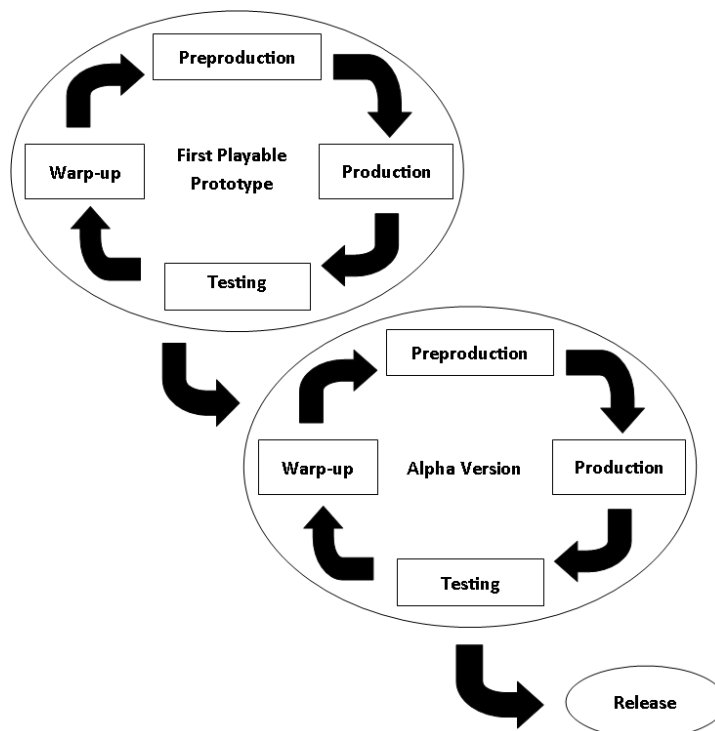 Preproduction
First Playable
Prototype
Warp-up
Production
Testing
Preproduction
Warp-up
Alpha Version
Production
Testing
Release